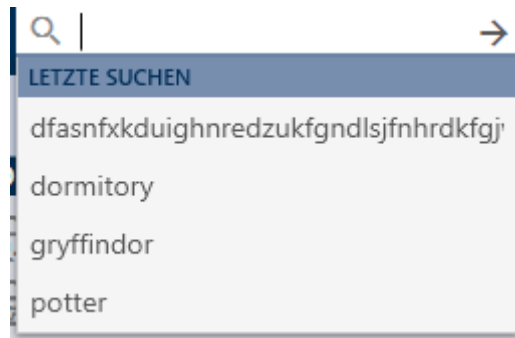 LETZTE SUCHEN
dfasnfxkduighnredzukfgndlsjfnhrdkfgj
dormitory
gryffindor
potter